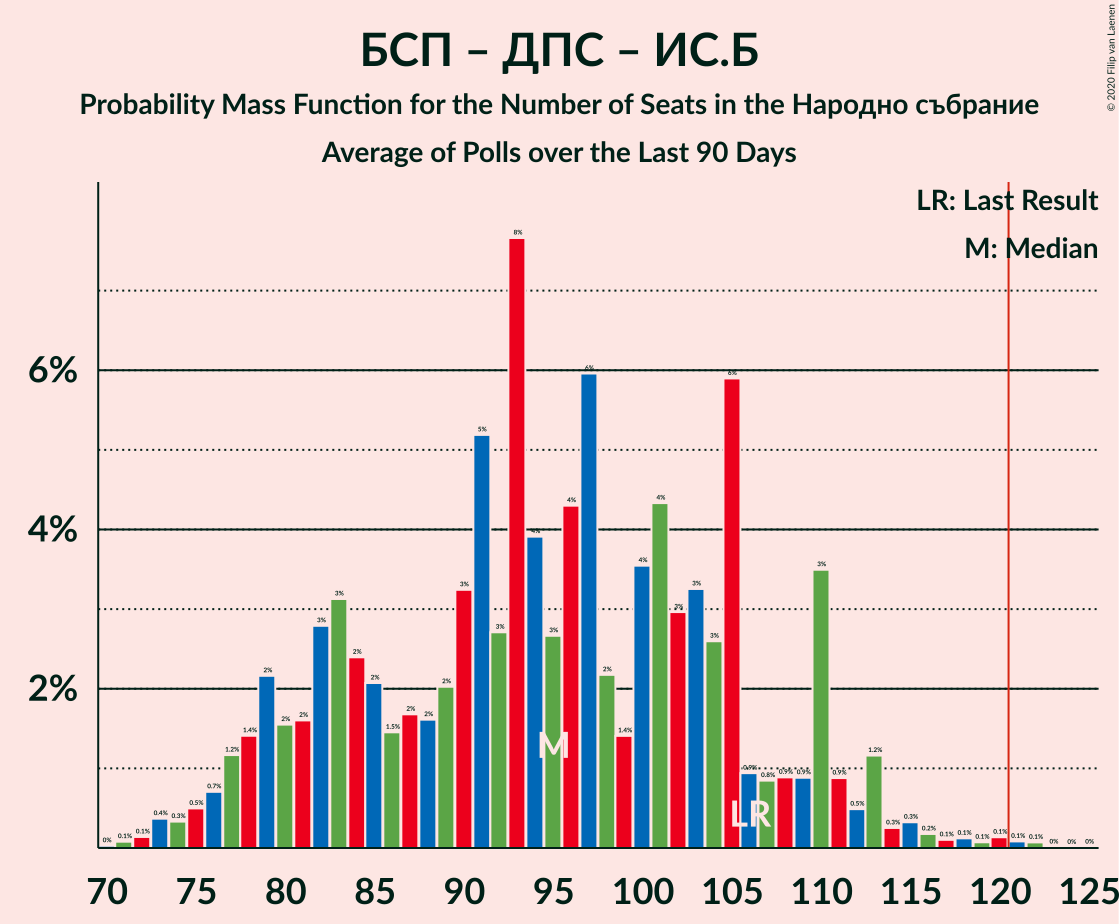 БСП – ДПС – ИС.Б
Probability Mass Function for the Number of Seats in the Народно събрание
Average of Polls over the Last 90 Days
© 2020 Filip van Laenen
LR: Last Result
M: Median
6%
4%
2%
0% 0.1% 0.1% 0.4% 0.3% 0.5% 0.7% 1.2% 1.4% 2% 2% 2% 3% 3% 2% 2% 1.5% 2% 2% 2% 3% 5% 3% 8% 4% 3% 4% 6% 2% 1.4% 4% 4% 3% 3% 3% 6% 0.9% 0.8% 0.9% 0.9% 3% 0.9% 0.5% 1.2% 0.3% 0.3% 0.2% 0.1% 0.1% 0.1% 0.1% 0.1% 0.1% 0% 0% 0%
M
LR
70 75 80 85 90 95 100 105 110 115 120 125